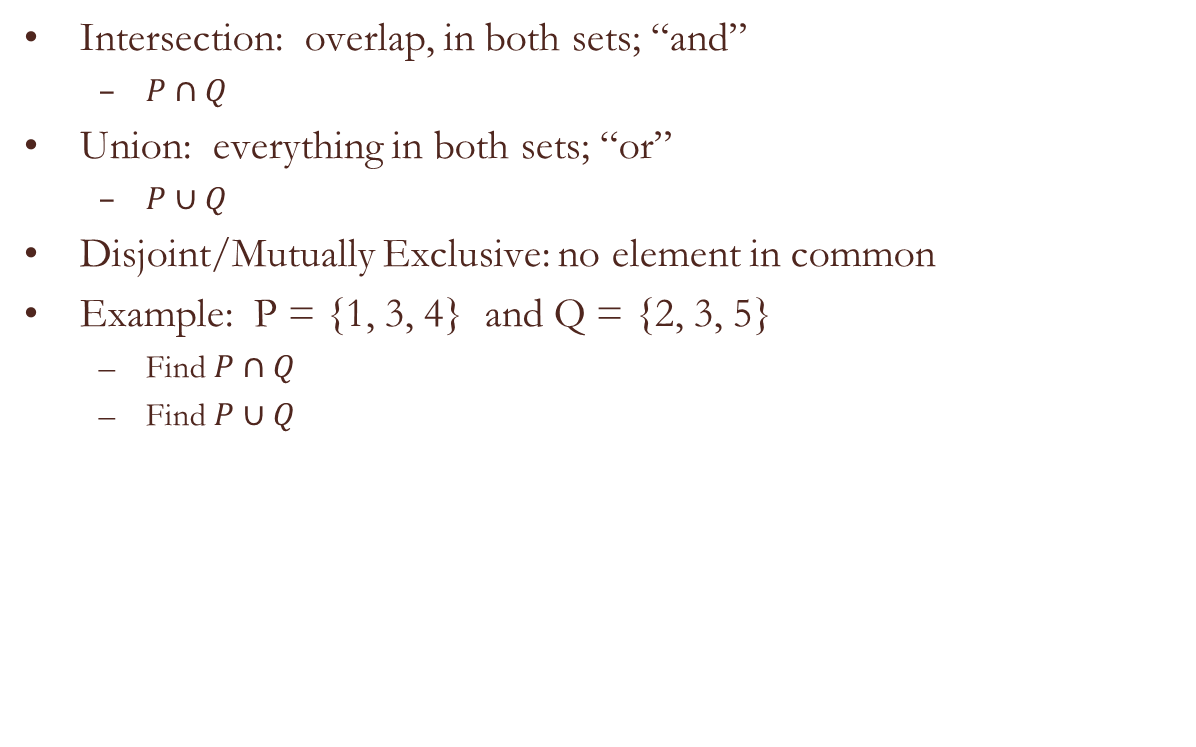 • Intersection: overlap, in both sets; “and”
– P ∩ Q
• Union: everything in both sets; “or”
– P ∪ Q
• Disjoint/Mutually Exclusive: no element in common
• Example: P = {1, 3, 4} and Q = {2, 3, 5}
– Find P ∩ Q
– Find P ∪ Q